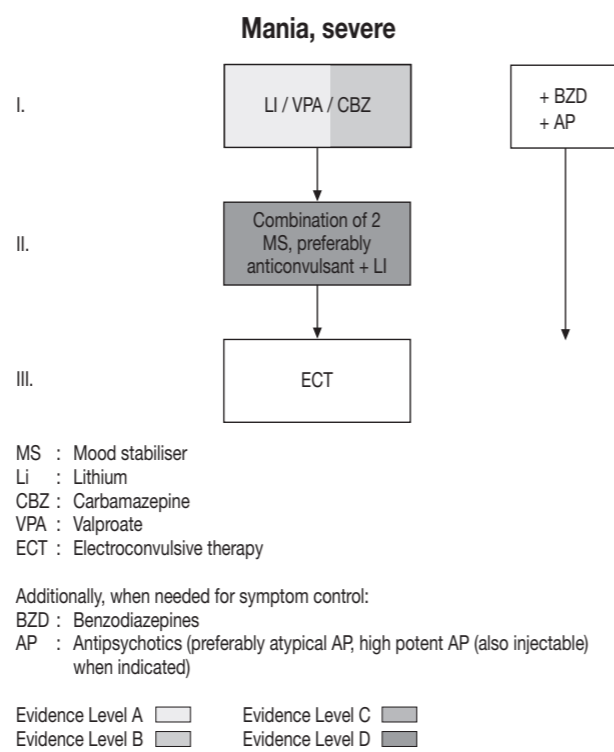 Mania, severe
I.
LI / VPA / CBZ
+ BZD
+ AP
II.
Combination of 2
MS, preferably
anticonvulsant + LI
III.
ECT
MS : Mood stabiliser
Li : Lithium
CBZ : Carbamazepine
VPA : Valproate
ECT : Electroconvulsive therapy
Additionally, when needed for symptom control:
BZD : Benzodiazepines
AP : Antipsychotics (preferably atypical AP, high potent AP (also injectable)
when indicated)
Evidence Level A Evidence Level C
Evidence Level B Evidence Level D